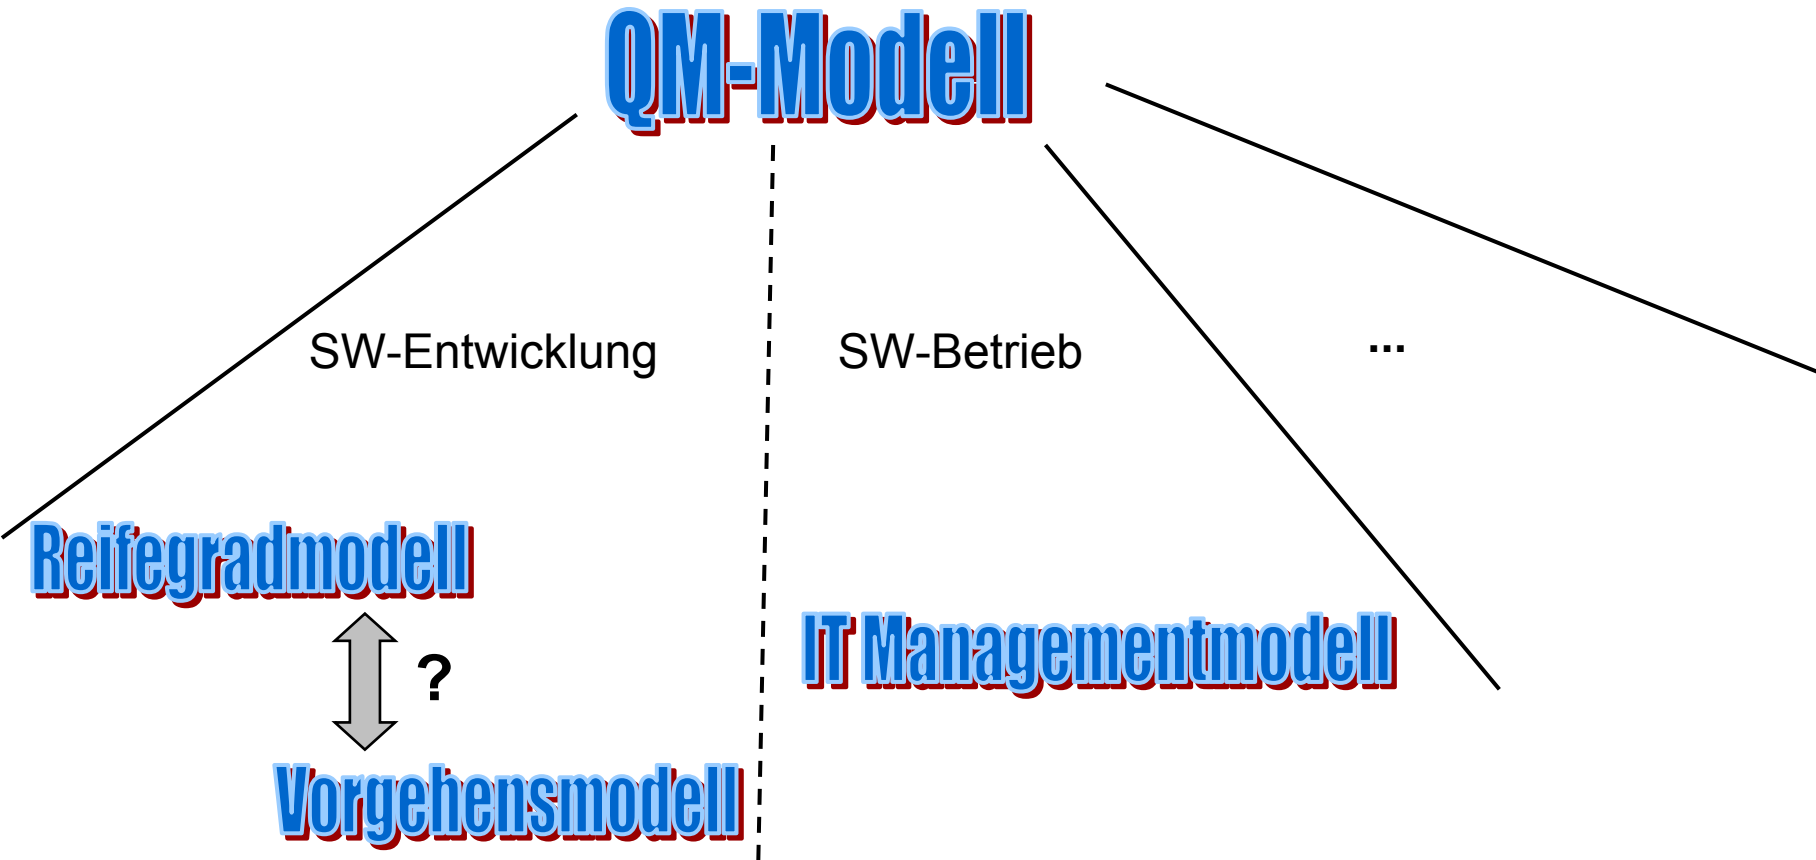 QM-Modell
SW-Entwicklung
SW-Betrieb
...
Reifegradmodell
?
IT Managementmodell
Vorgehensmodell